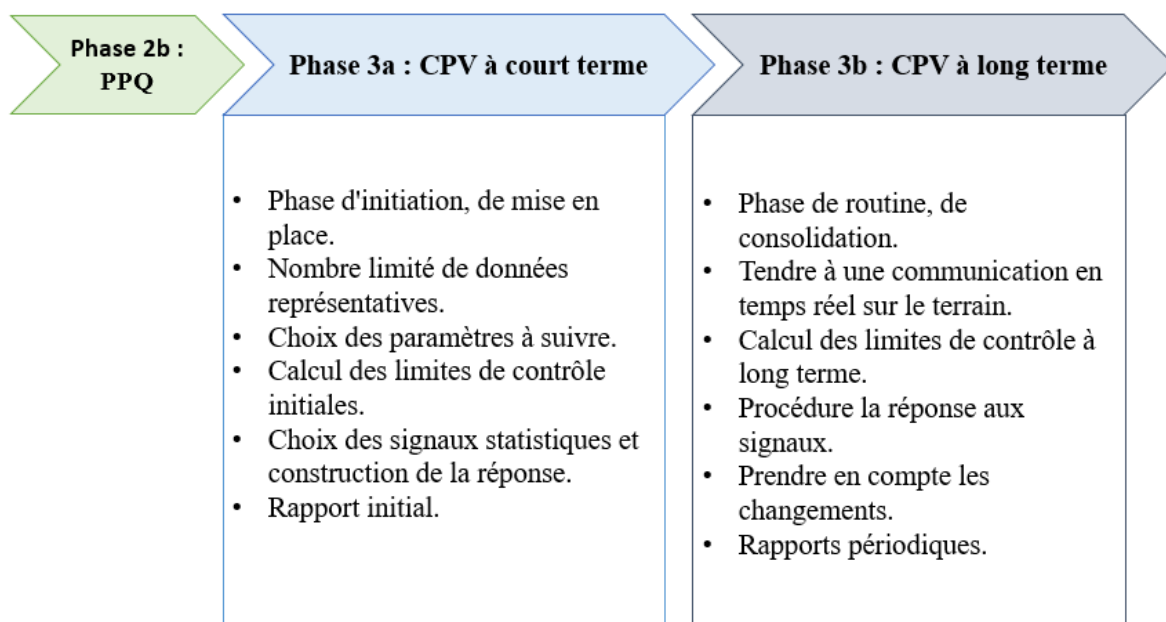 Phase 2b :
PPQ
Phase 3a : CPV à court terme
Phase 3b : CPV à long terme
• Phase d'initiation, de mise en
place.
• Nombre limité de données
représentatives.
• Choix des paramètres à suivre.
• Calcul des limites de contrôle
initiales.
• Choix des signaux statistiques et
construction de la réponse.
• Rapport initial.
• Phase de routine, de
consolidation.
• Tendre à une communication en
temps réel sur le terrain.
• Calcul des limites de contrôle à
long terme.
• Procédure la réponse aux
signaux.
• Prendre en compte les
changements.
• Rapports périodiques.